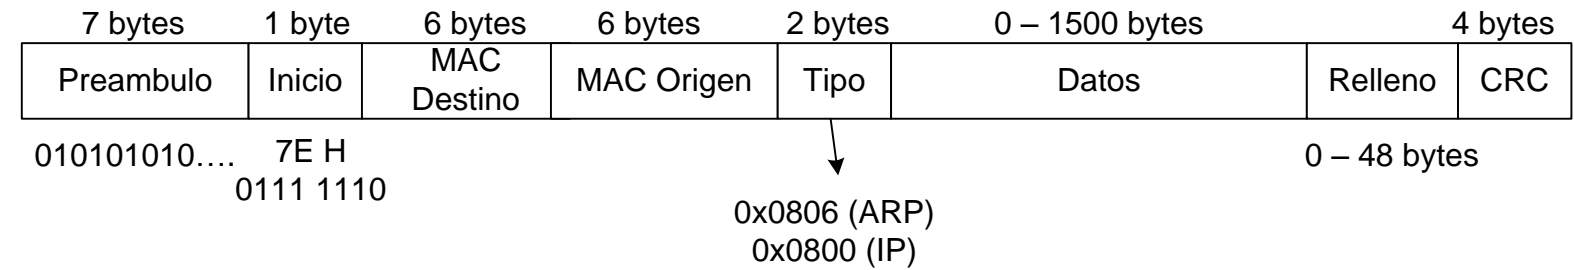 7 bytes 1 byte 6 bytes 6 bytes 2 bytes 0 – 1500 bytes 4 bytes
Preambulo Inicio MAC Destino MAC Origen Tipo Datos Relleno CRC
010101010.... 7E H 0 – 48 bytes
0111 1110
0x0806 (ARP)
0x0800 (IP)